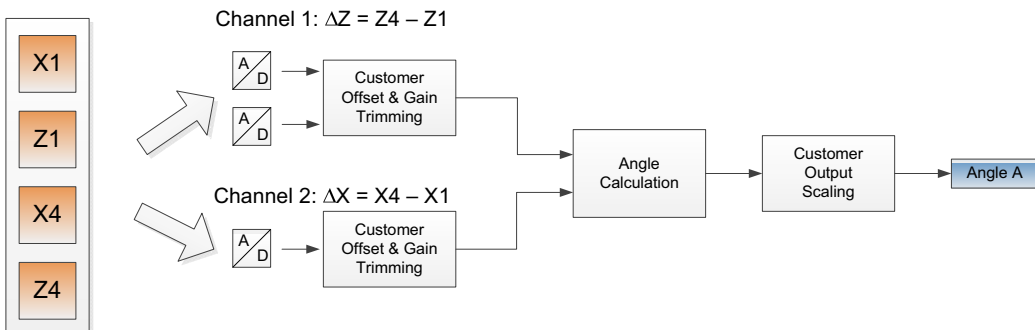 X1
Z1
X4
Z4
Channel 1: ΔZ = Z4 – Z1
A
D
A
D
Customer
Offset & Gain
Trimming
Channel 2: ΔX = X4 – X1
A
D
Customer
Offset & Gain
Trimming
Angle
Calculation
Customer
Output
Scaling
Angle A